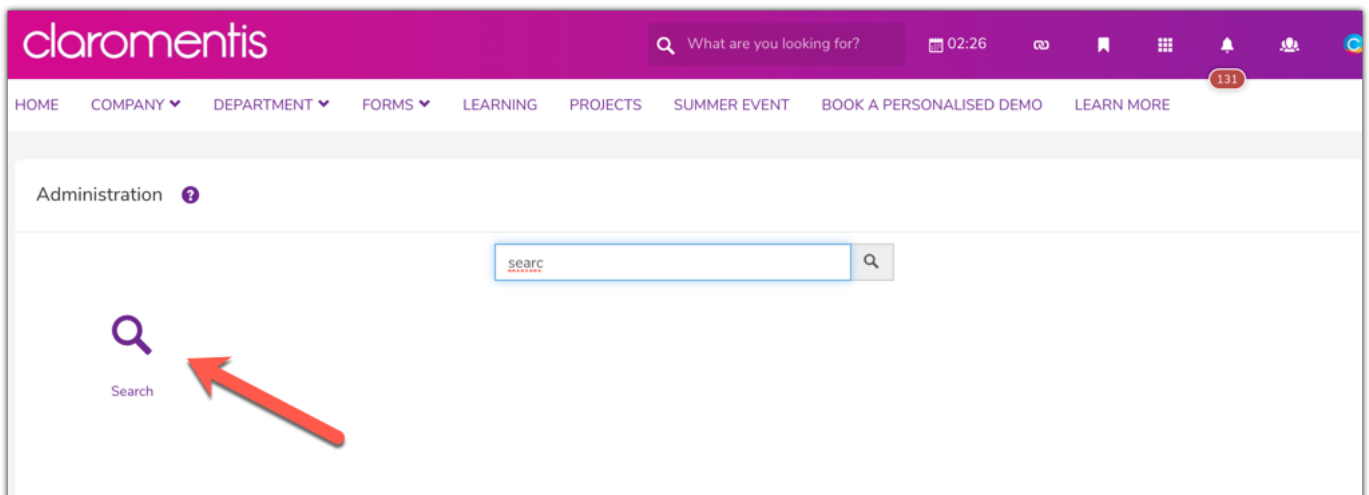 claromentis
What are you looking for? 02:26
131
HOME COMPANY DEPARTMENT FORMS LEARNING PROJECTS SUMMER EVENT BOOK A PERSONALISED DEMO LEARN MORE
Administration ?
searc
Search